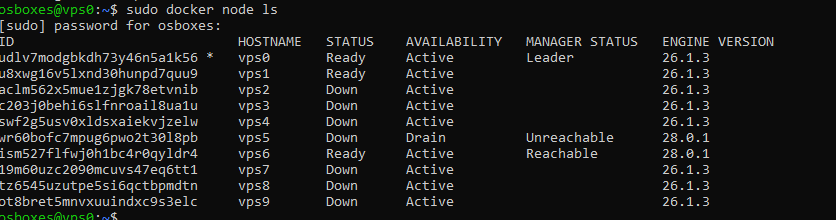 osboxes@vps0:~$ sudo docker node ls
[sudo] password for osboxes:
ID HOSTNAME STATUS AVAILABILITY MANAGER STATUS ENGINE VERSION
udlv7modgbkdh73y46n5a1k56 * vps0 Ready Active Leader 26.1.3
u8xwg16v5lxnd30hunpd7quu9 vps1 Ready Active 26.1.3
aclm562x5mue1zjgk78etvnib vps2 Down Active 26.1.3
c203j0behi6slfnroail8ua1u vps3 Down Active 26.1.3
swf2g5usv0xldsxaiekvjzelw vps4 Down Active 26.1.3
wr60bofc7mpug6pwo2t30l8pb vps5 Down Drain Unreachable 28.0.1
ism527flfwj0h1bc4r0qyldr4 vps6 Ready Active Reachable 28.0.1
19m60uzc2090mcuvs47eq6tt1 vps7 Down Active 26.1.3
tz6545uzutpe5si6qctbpmdtn vps8 Down Active 26.1.3
ot8bret5mnvxuuindxc9s3elc vps9 Down Active 26.1.3
osboxes@vps0:~$